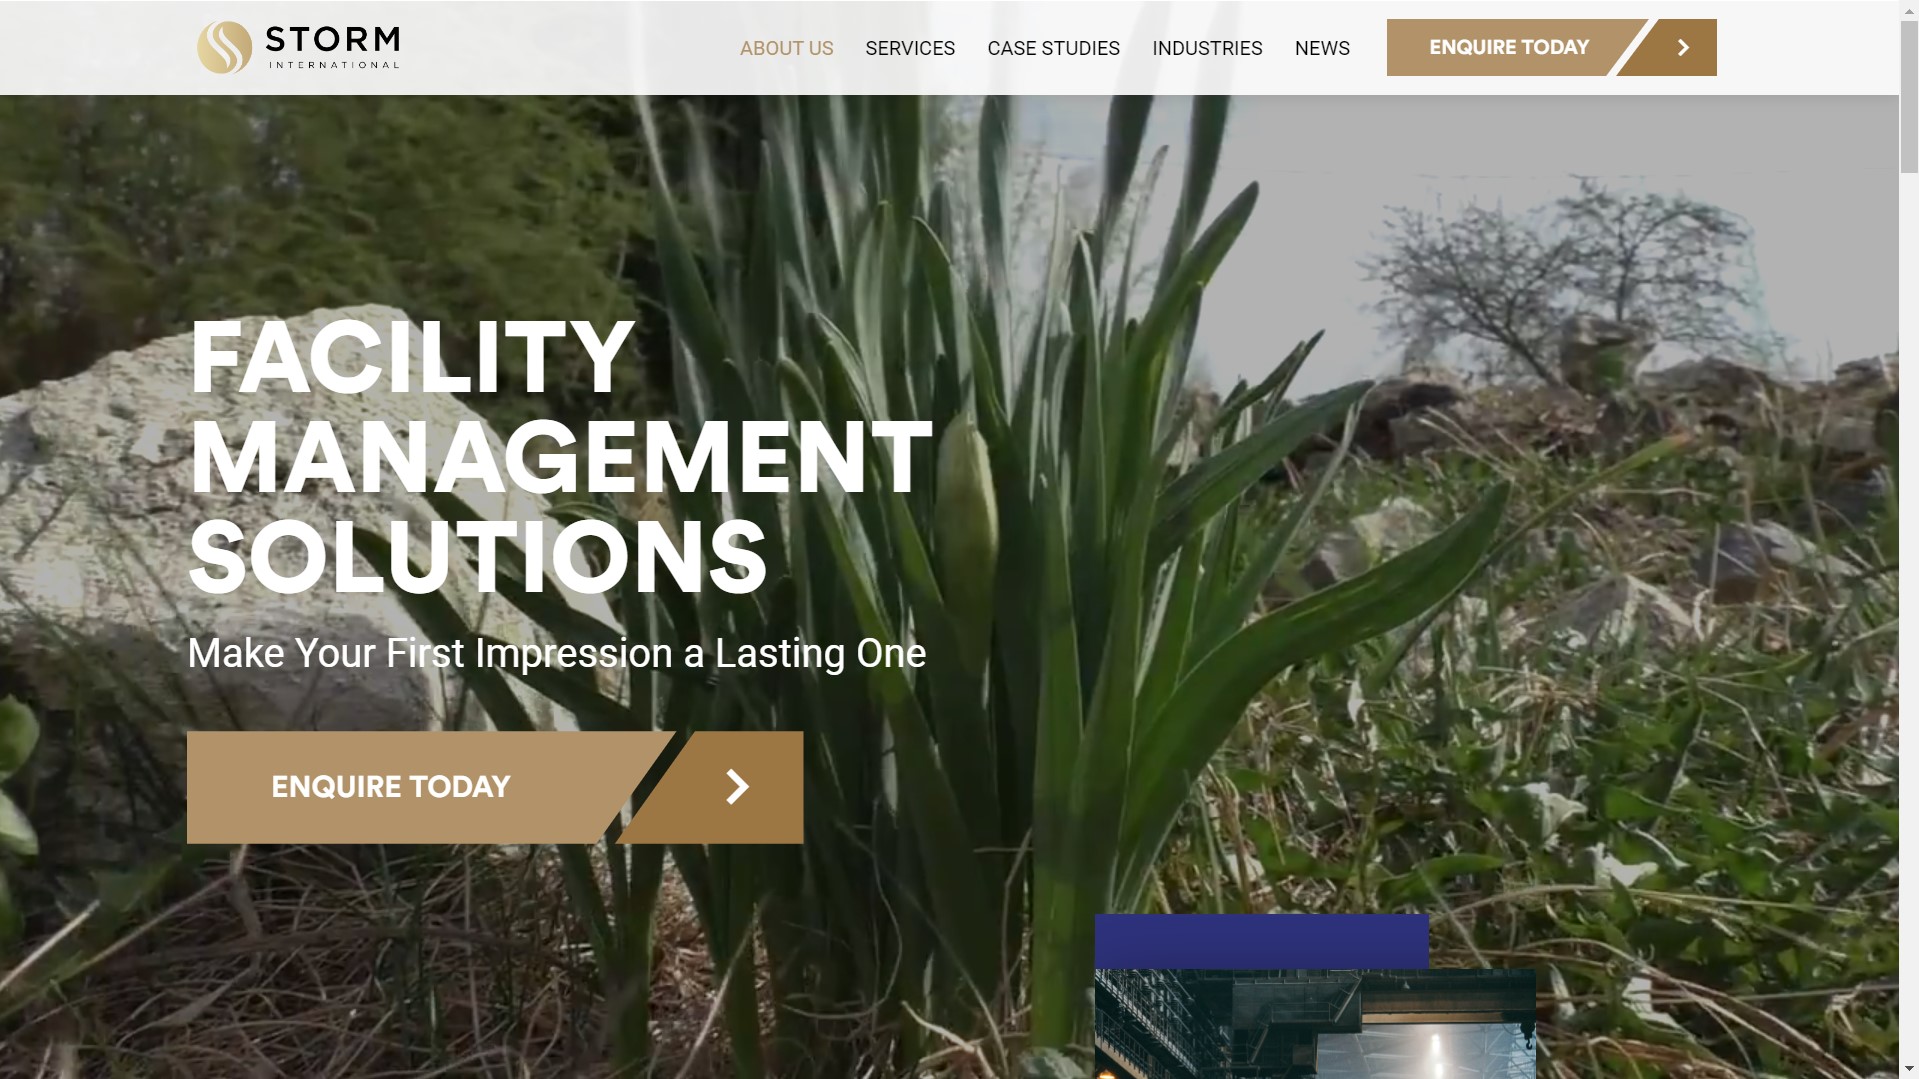 STORM
INTERNATIONAL
ABOUT US
SERVICES
CASE STUDIES
INDUSTRIES
NEWS
ENQUIRE TODAY
FACILITY
MANAGEMENT
SOLUTIONS
Make Your First Impression a Lasting One
ENQUIRE TODAY